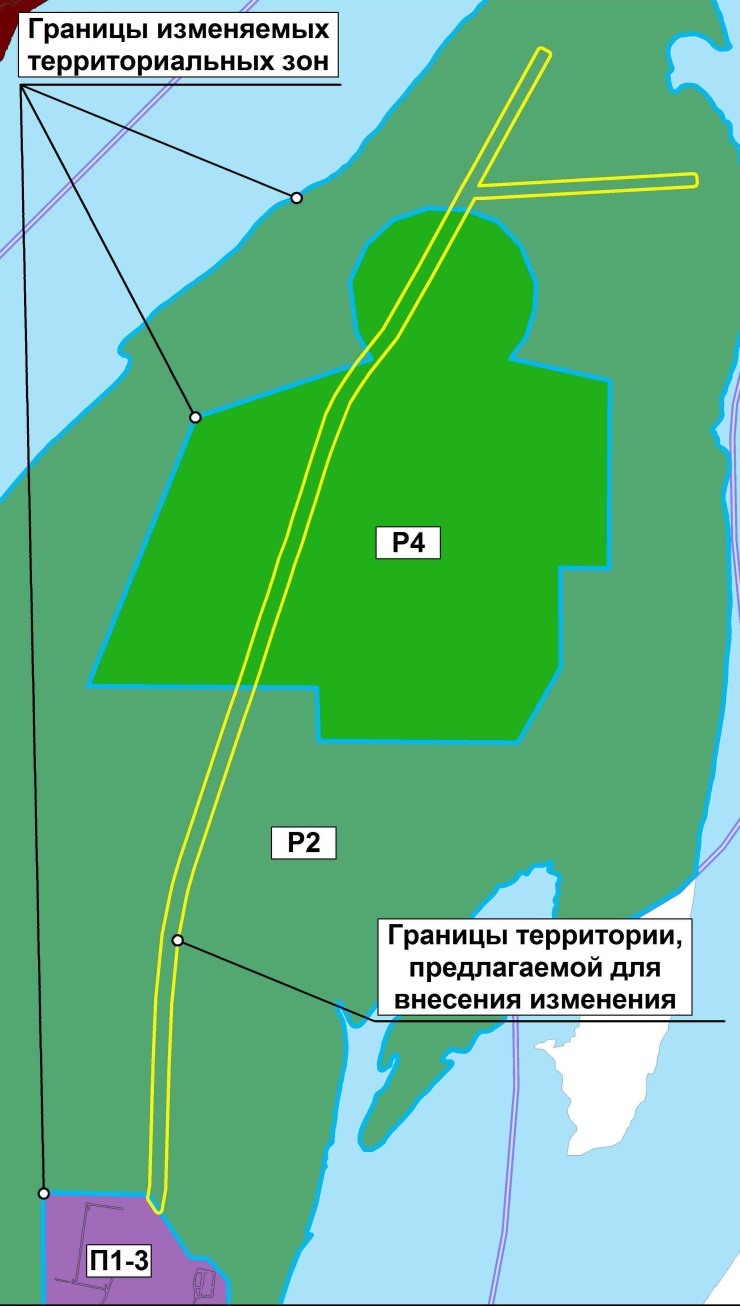 Границы изменяемых
территориальных зон
Р4
Р2
Границы территории,
предлагаемой для
внесения изменения
П1-3